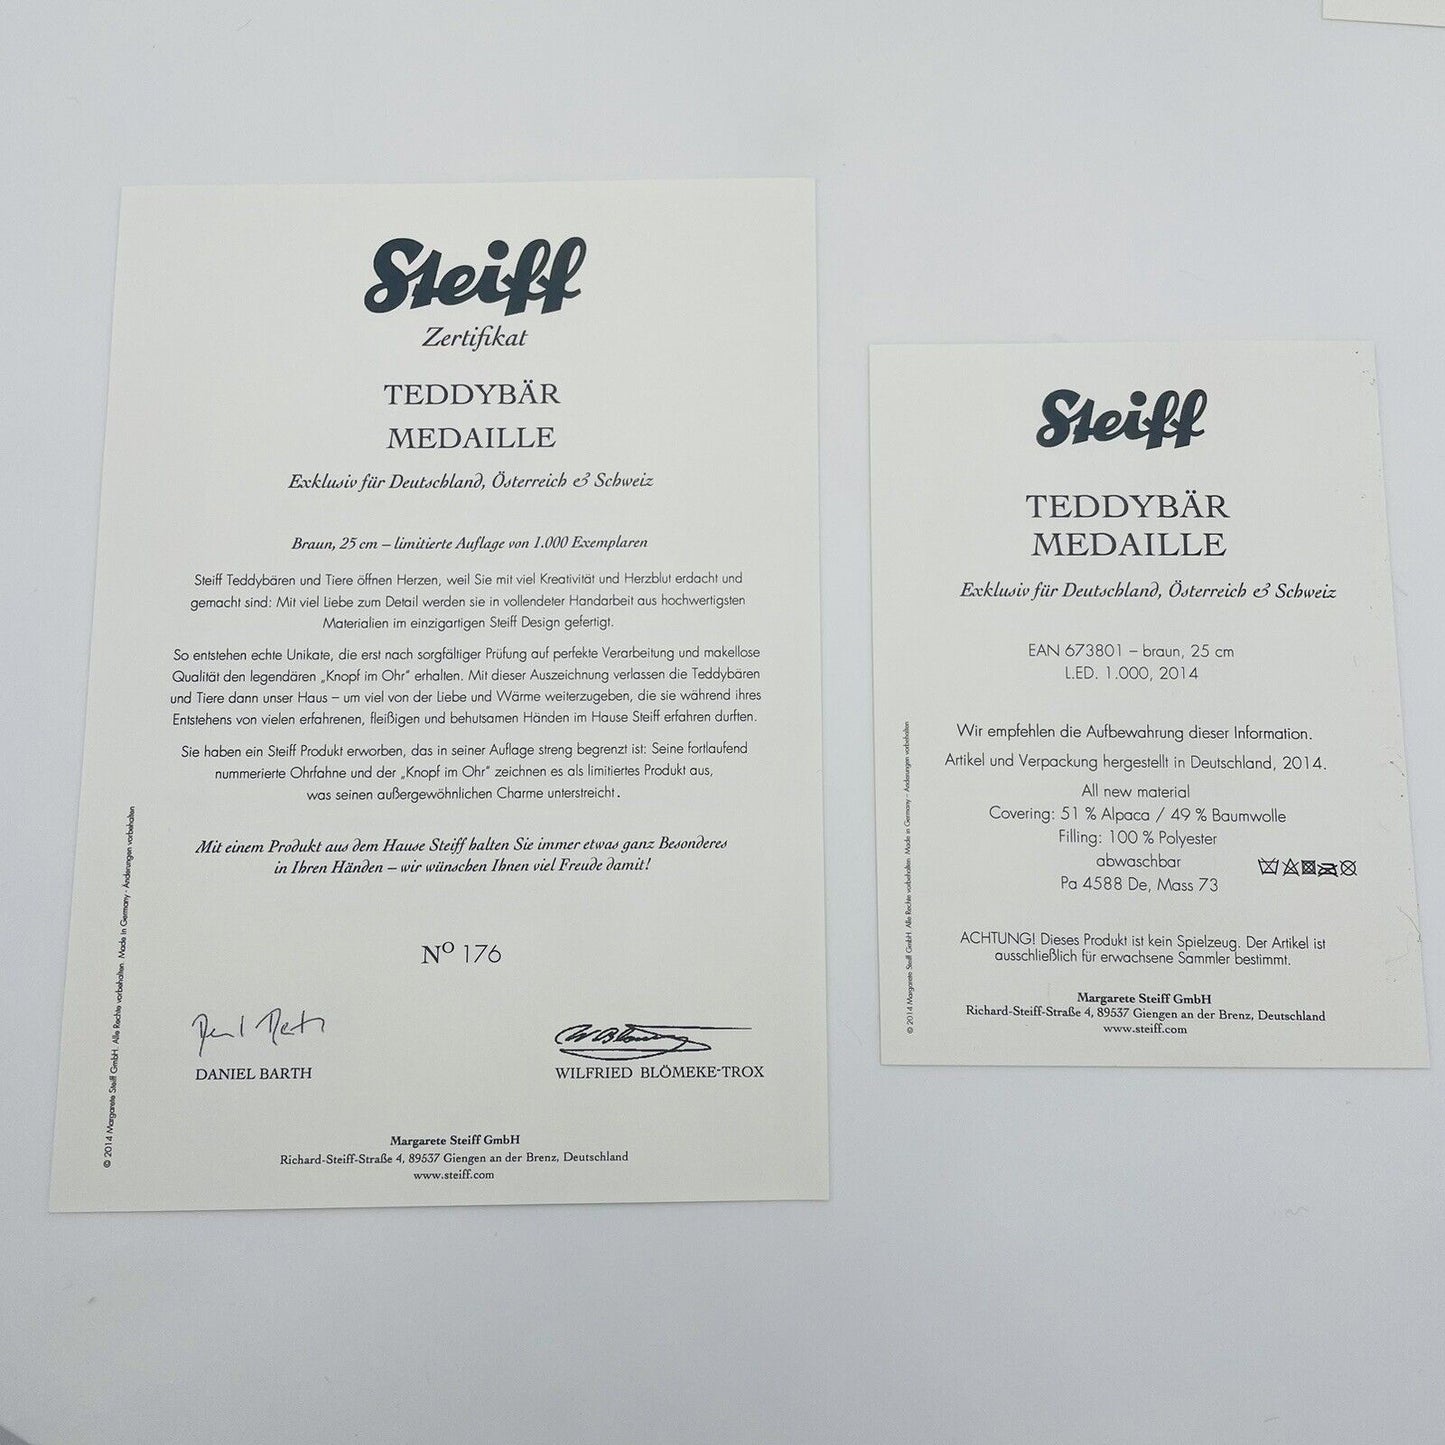 Steiff
Zertifikat
TEDDYBÄR
MEDAILLE
Exklusiv für Deutschland, Österreich & Schweiz
Braun, 25 cm – limitierte Auflage von 1.000 Exemplaren
Steiff Teddybären und Tiere öffnen Herzen, weil Sie mit viel Kreativität und Herzblut erdacht und
gemacht sind: Mit viel Liebe zum Detail werden sie in vollendeter Handarbeit aus hochwertigsten
Materialien im einzigartigen Steiff Design gefertigt.
So entstehen echte Unikate, die erst nach sorgfältiger Prüfung auf perfekte Verarbeitung und makellose
Qualität den legendären „Knopf im Ohr" erhalten. Mit dieser Auszeichnung verlassen die Teddybären
und Tiere dann unser Haus – um viel von der Liebe und Wärme weiterzugeben, die sie während ihres
Entstehens von vielen erfahrenen, fleißigen und behutsamen Händen im Hause Steiff erfahren durften.
Sie haben ein Steiff Produkt erworben, das in seiner Auflage streng begrenzt ist: Seine fortlaufend
nummerierte Ohrfahne und der „Knopf im Ohr" zeichnen es als limitiertes Produkt aus,
was seinen außergewöhnlichen Charme unterstreicht.
Mit einem Produkt aus dem Hause Steiff halten Sie immer etwas ganz Besonderes
in Ihren Händen – wir wünschen Ihnen viel Freude damit!
Nº 176
DANIEL BARTH
WILFRIED BLÖMEKE-TROX
Margarete Steiff GmbH
Richard-Steiff-Straße 4, 89537 Giengen an der Brenz, Deutschland
www.steiff.com
© 2014 Margarete Steiff GmbH. Alle Rechte vorbehalten. Made in Germany - Änderungen vorbehalten
Steiff
TEDDYBÄR
MEDAILLE
Exklusiv für Deutschland, Österreich & Schweiz
EAN 673801 – braun, 25 cm
L.ED. 1.000, 2014
Wir empfehlen die Aufbewahrung dieser Information.
Artikel und Verpackung hergestellt in Deutschland, 2014.
All new material
Covering: 51 % Alpaca / 49 % Baumwolle
Filling: 100 % Polyester
abwaschbar
Pa 4588 De, Mass 73
ACHTUNG! Dieses Produkt ist kein Spielzeug. Der Artikel ist
ausschließlich für erwachsene Sammler bestimmt.
Margarete Steiff GmbH
Richard-Steiff-Straße 4, 89537 Giengen an der Brenz, Deutschland
www.steiff.com
© 2014 Margarete Steiff GmbH. Alle Rechte vorbehalten. Made in Germany - Änderungen vorbehalten